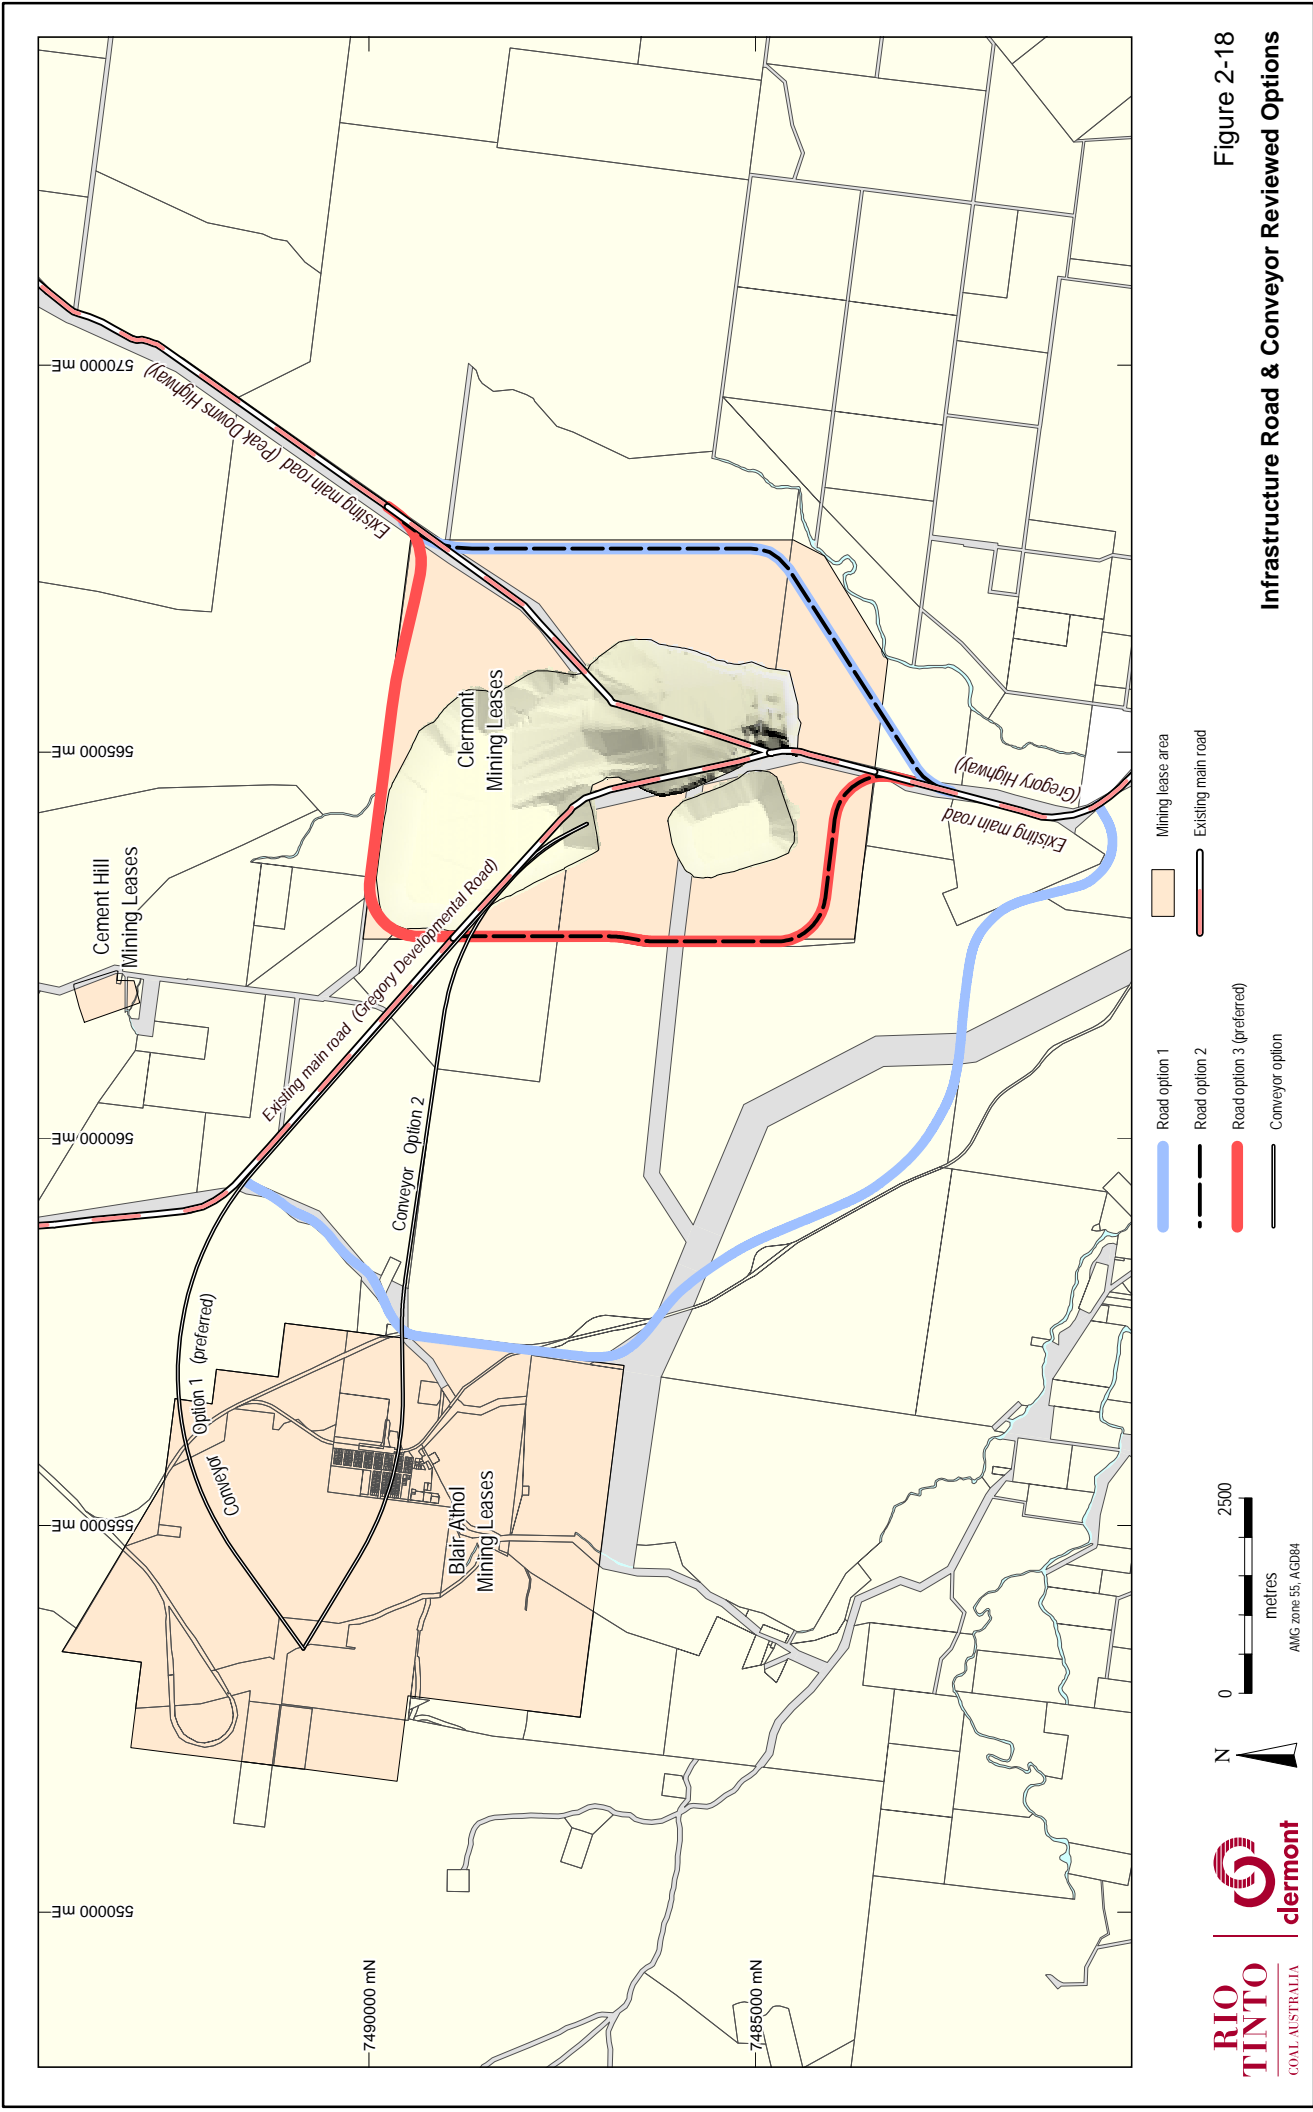 550000 mE
555000 mE
560000 mE
565000 mE
570000 mE
7490000 mN
7485000 mN
Cement Hill
Mining Leases
Clermont
Mining Leases
Blair Athol
Mining Leases
Existing main road (Peak Downs Highway)
Existing main road (Gregory Developmental Road)
Existing main road
(Gregory Highway)
Conveyor Option 1 (preferred)
Conveyor Option 2
RIO
TINTO
COAL AUSTRALIA
clermont
N
0 2500
metres
AMG zone 55, AGD84
Road option 1
Road option 2
Road option 3 (preferred)
Conveyor option
Mining lease area
Existing main road
Figure 2-18
Infrastructure Road & Conveyor Reviewed Options